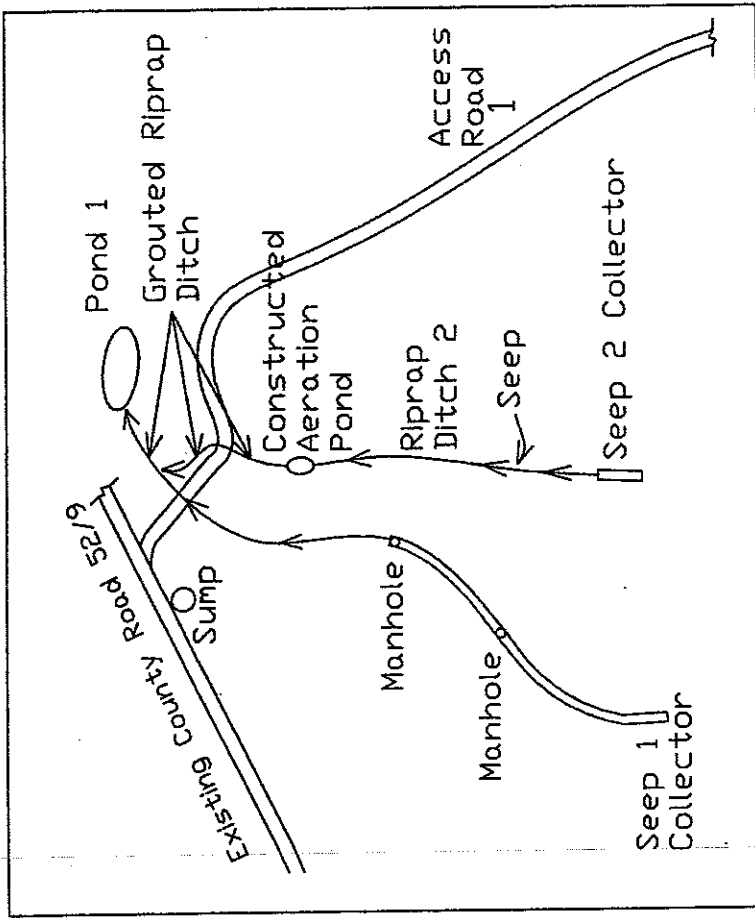 Pond 1
Grouted Riprap
Ditch
Access
Road
1
Existing County Road 52/9
Sump
Constructed
Aeration
Pond
Riprap
Ditch 2
Seep
Seep 2 Collector
Manhole
Manhole
Seep 1
Collector